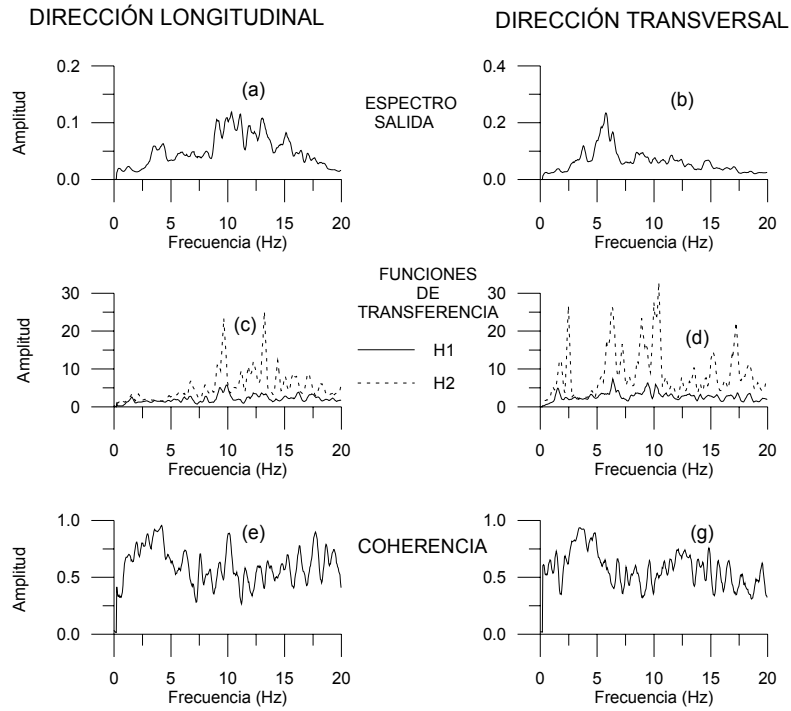 DIRECCIÓN LONGITUDINAL
DIRECCIÓN TRANSVERSAL
Amplitud
0.2
0.1
0.0
(a)
0 5 10 15 20
Frecuencia (Hz)
ESPECTRO
SALIDA
0.4
0.2
0.0
(b)
0 5 10 15 20
Frecuencia (Hz)
Amplitud
30
20
10
0
(c)
0 5 10 15 20
Frecuencia (Hz)
FUNCIONES
DE
TRANSFERENCIA
H1
H2
30
20
10
0
(d)
0 5 10 15 20
Frecuencia (Hz)
Amplitud
1.0
0.5
0.0
(e)
0 5 10 15 20
Frecuencia (Hz)
COHERENCIA
1.0
0.5
0.0
(g)
0 5 10 15 20
Frecuencia (Hz)